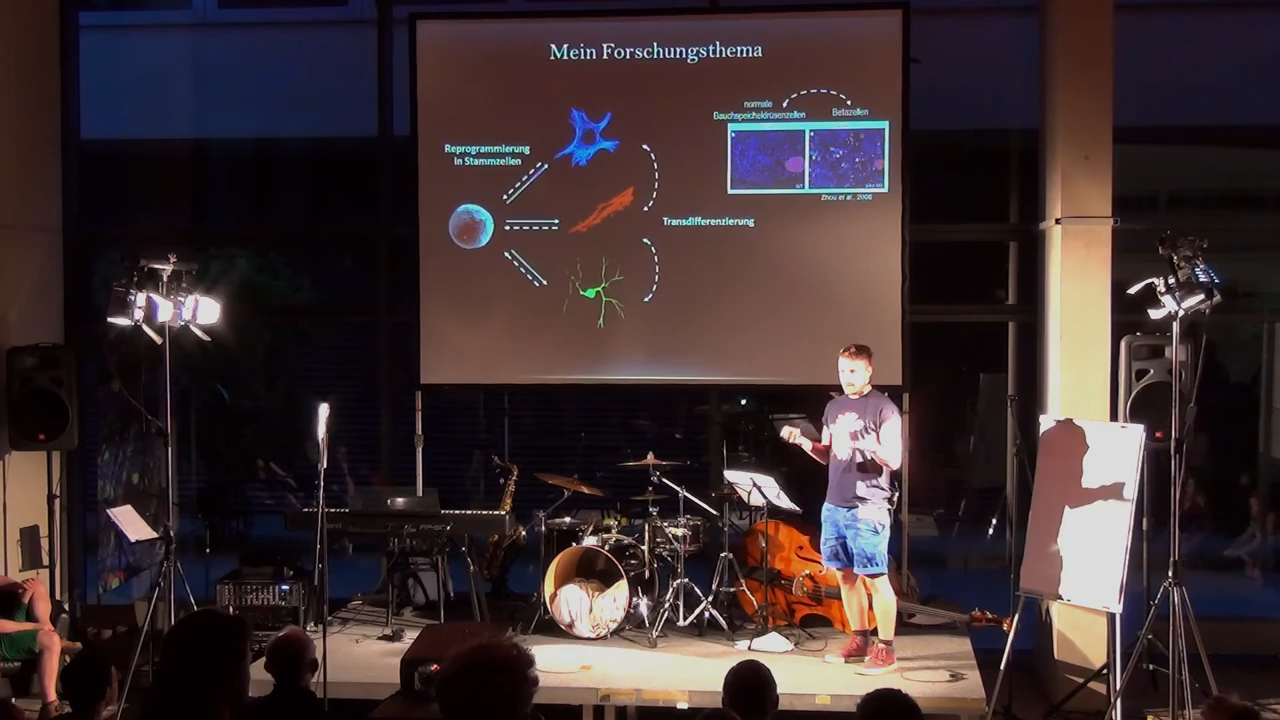 Mein Forschungsthema
normale
Bauchspeicheldrüsenzellen
Betazellen
Reprogrammierung
in Stammzellen
Transdifferenzierung
Zhou et al., 2008